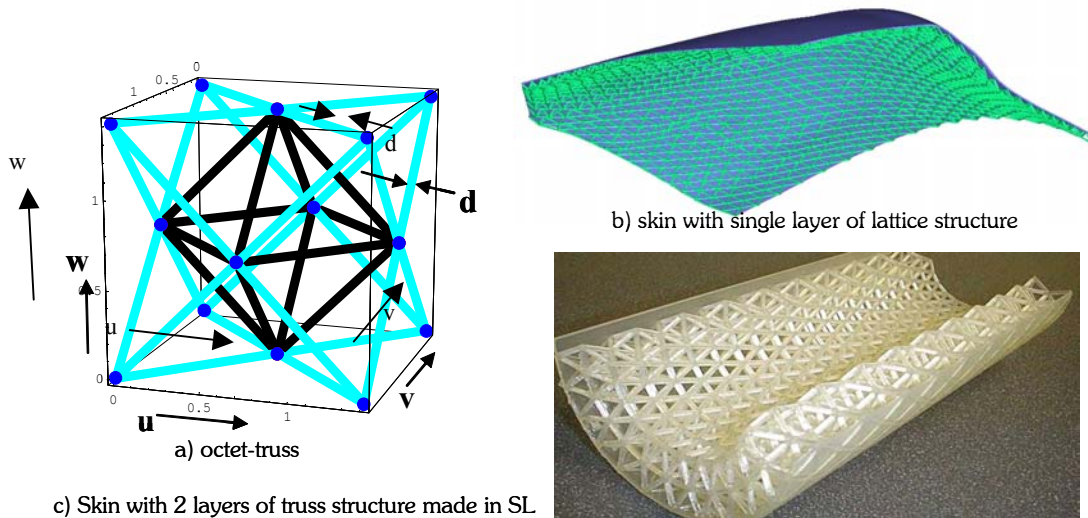 0
0.5
1
d
w
d
1
b) skin with single layer of lattice structure
w
0.5
u
v
0
0
0.5
1
v
u
a) octet-truss
c) Skin with 2 layers of truss structure made in SL